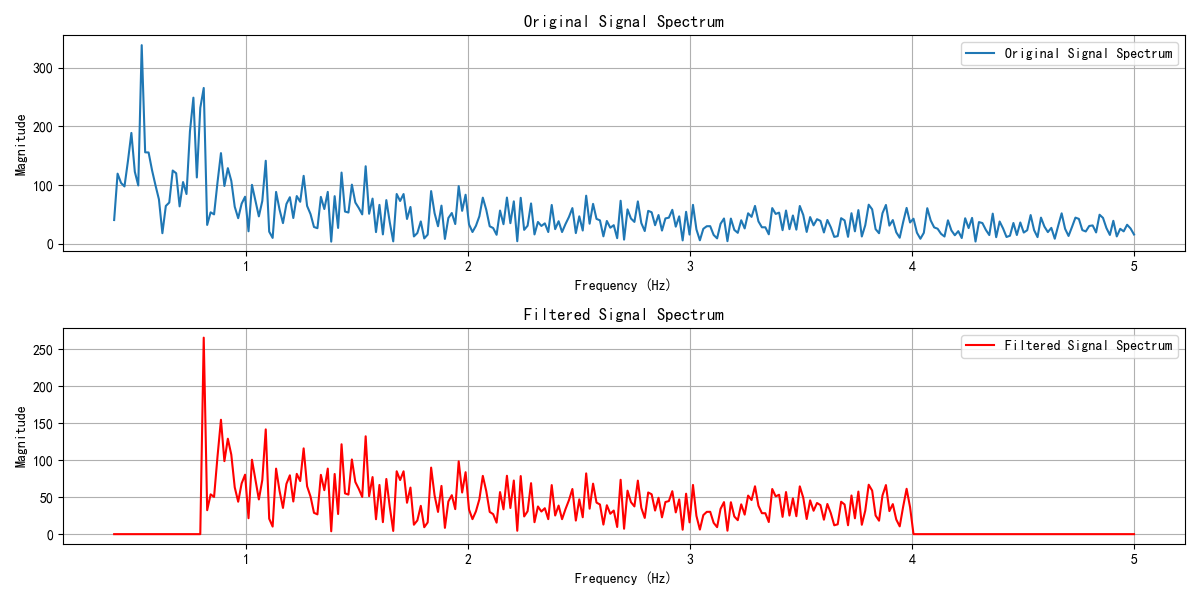 Original Signal Spectrum
Original Signal Spectrum
Magnitude
300
200
100
0
1
2
3
4
5
Frequency (Hz)
Filtered Signal Spectrum
Filtered Signal Spectrum
Magnitude
250
200
150
100
50
0
1
2
3
4
5
Frequency (Hz)